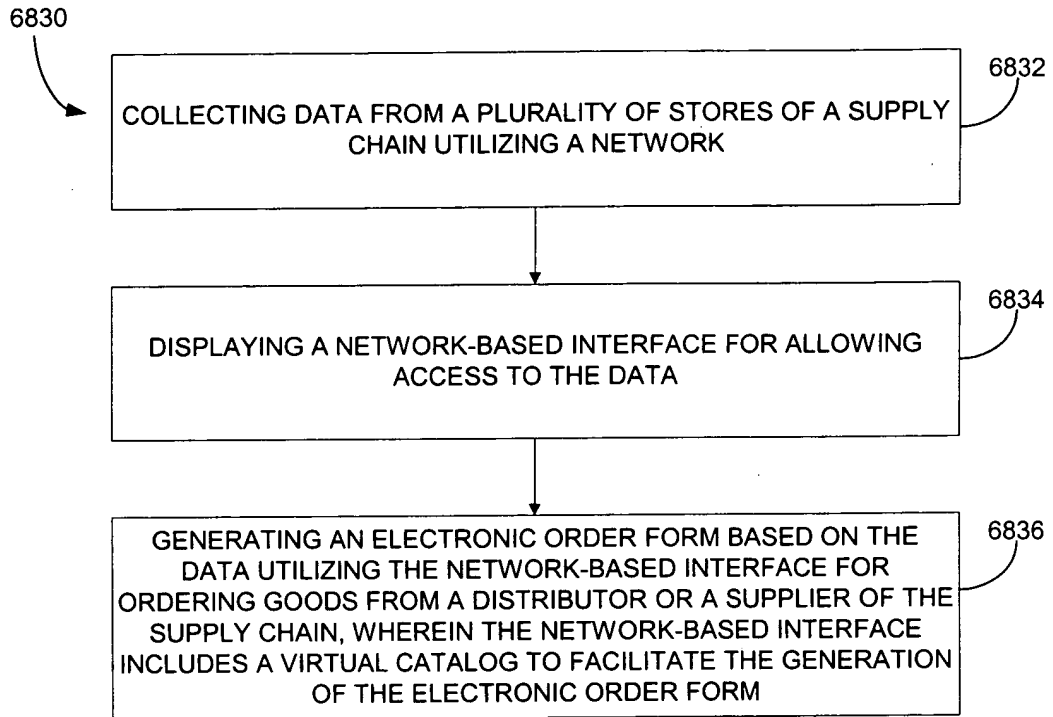 6830
6832
COLLECTING DATA FROM A PLURALITY OF STORES OF A SUPPLY
CHAIN UTILIZING A NETWORK
6834
DISPLAYING A NETWORK-BASED INTERFACE FOR ALLOWING
ACCESS TO THE DATA
6836
GENERATING AN ELECTRONIC ORDER FORM BASED ON THE
DATA UTILIZING THE NETWORK-BASED INTERFACE FOR
ORDERING GOODS FROM A DISTRIBUTOR OR A SUPPLIER OF THE
SUPPLY CHAIN, WHEREIN THE NETWORK-BASED INTERFACE
INCLUDES A VIRTUAL CATALOG TO FACILITATE THE GENERATION
OF THE ELECTRONIC ORDER FORM